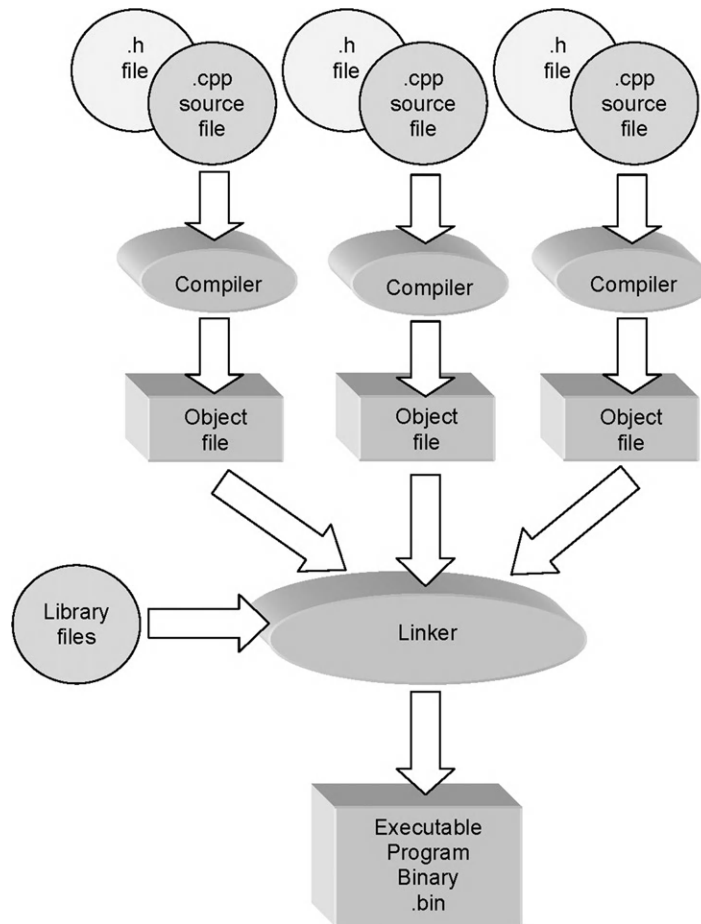 .h
file
.cpp
source
file
.h
file
.cpp
source
file
.h
file
.cpp
source
file
Compiler
Compiler
Compiler
Object
file
Object
file
Object
file
Library
files
Linker
Executable
Program
Binary
.bin